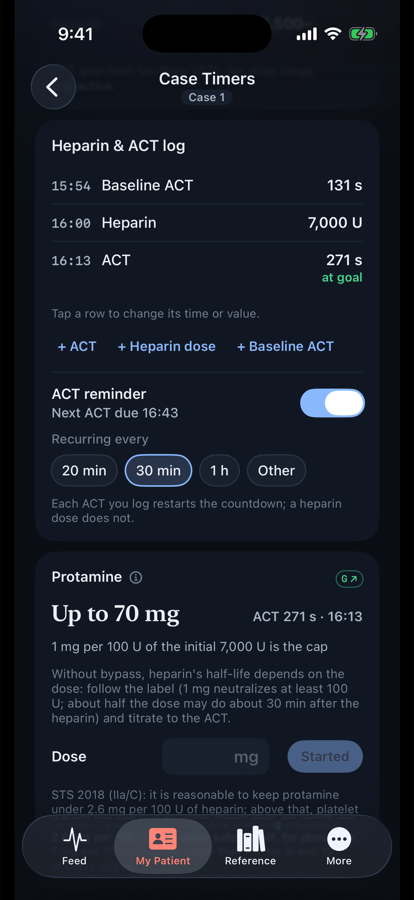 9:41
Case Timers
Case 1
Heparin & ACT log
15:54 Baseline ACT 131 s
16:00 Heparin 7,000 U
16:13 ACT 271 s
at goal
Tap a row to change its time or value.
+ ACT + Heparin dose + Baseline ACT
ACT reminder
Next ACT due 16:43
Recurring every
20 min 30 min 1 h Other
Each ACT you log restarts the countdown; a heparin
dose does not.
Protamine
G
Up to 70 mg ACT 271 s · 16:13
1 mg per 100 U of the initial 7,000 U is the cap
Without bypass, heparin's half-life depends on the
dose: follow the label (1 mg neutralizes at least 100
U; about half the dose may do about 30 min after the
heparin) and titrate to the ACT.
Dose mg Started
STS 2018 (IIa/C): it is reasonable to keep protamine
under 2.6 mg per 100 U of heparin; above that, platelet
Feed My Patient Reference More